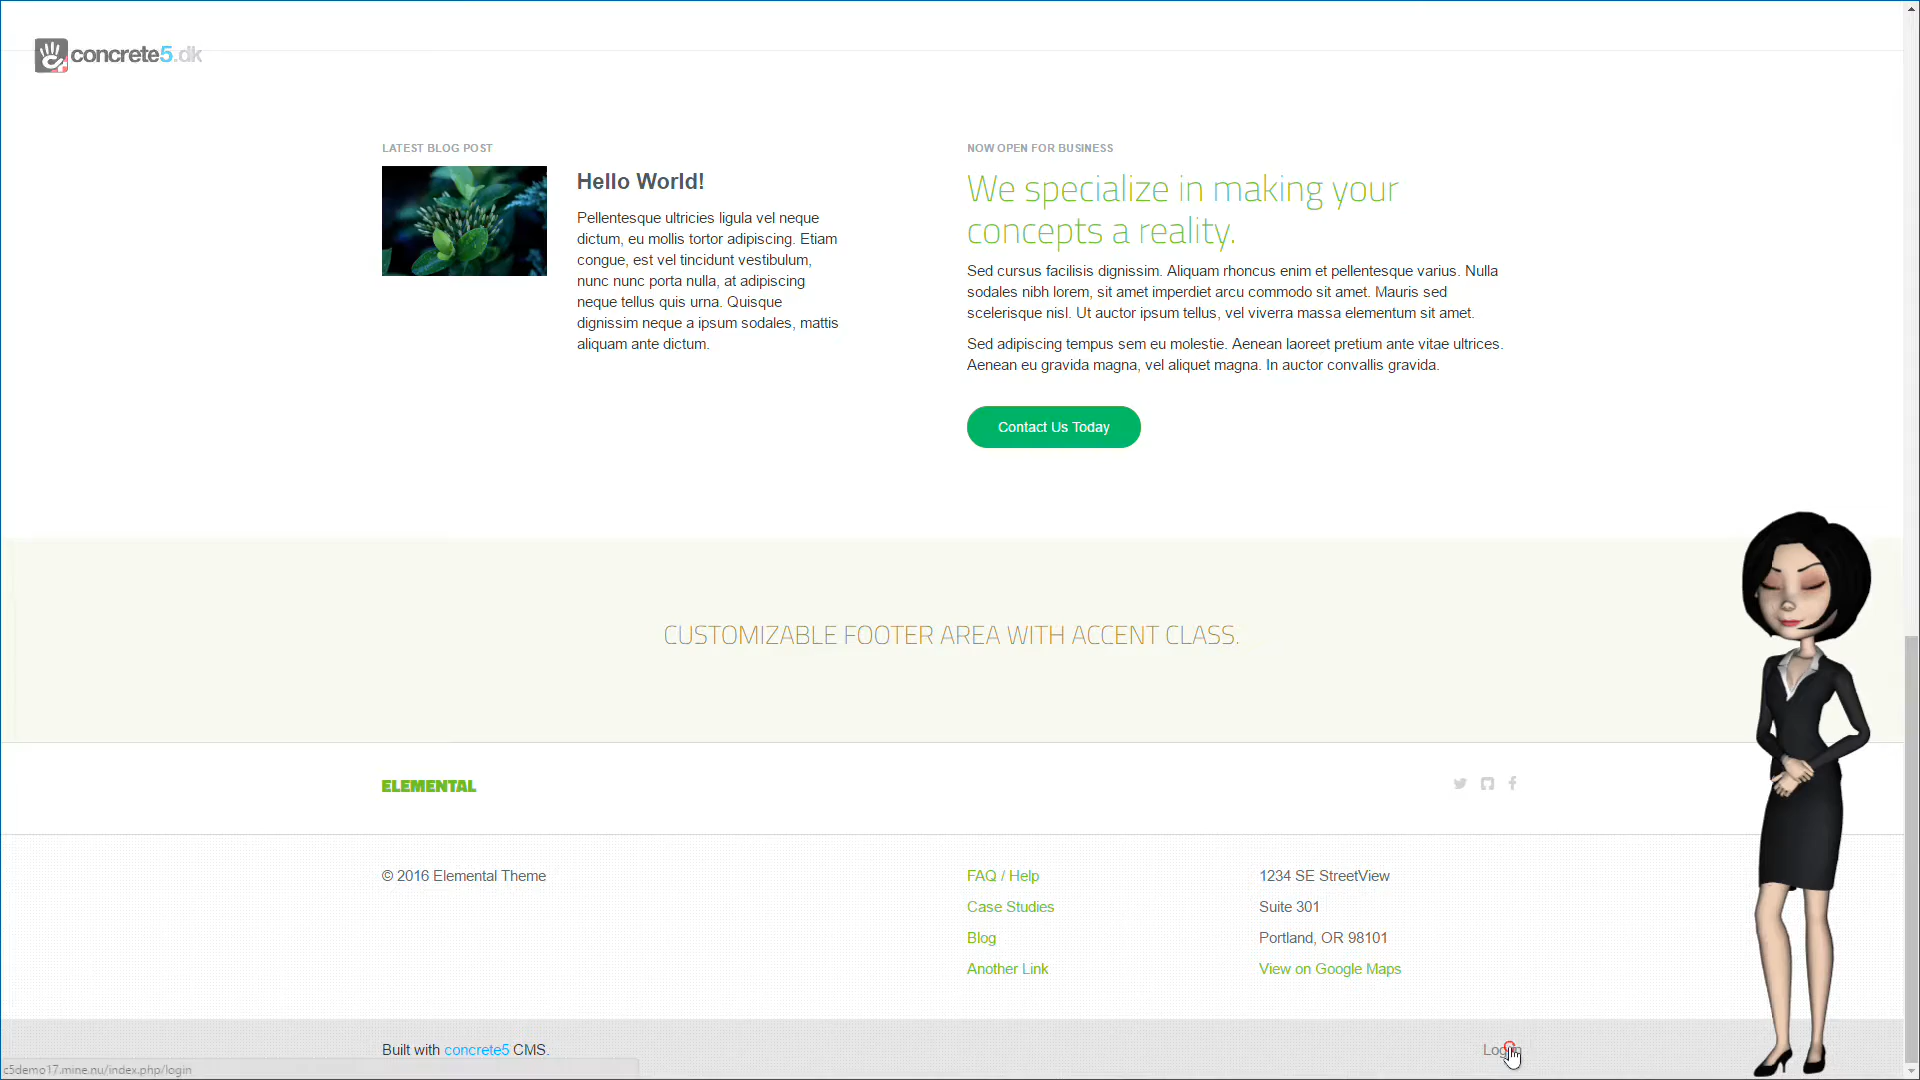 concrete5.dk
LATEST BLOG POST
Hello World!
Pellentesque ultricies ligula vel neque
dictum, eu mollis tortor adipiscing. Etiam
congue, est vel tincidunt vestibulum,
nunc nunc porta nulla, at adipiscing
neque tellus quis urna. Quisque
dignissim neque a ipsum sodales, mattis
aliquam ante dictum.
NOW OPEN FOR BUSINESS
We specialize in making your
concepts a reality.
Sed cursus facilisis dignissim. Aliquam rhoncus enim et pellentesque varius. Nulla
sodales nibh lorem, sit amet imperdiet arcu commodo sit amet. Mauris sed
scelerisque nisl. Ut auctor ipsum tellus, vel viverra massa elementum sit amet.
Sed adipiscing tempus sem eu molestie. Aenean laoreet pretium ante vitae ultrices.
Aenean eu gravida magna, vel aliquet magna. In auctor convallis gravida.
Contact Us Today
CUSTOMIZABLE FOOTER AREA WITH ACCENT CLASS.
ELEMENTAL
© 2016 Elemental Theme
FAQ / Help
Case Studies
Blog
Another Link
1234 SE StreetView
Suite 301
Portland, OR 98101
View on Google Maps
Built with concrete5 CMS.
Log in
c5demo17.mine.nu/index.php/login